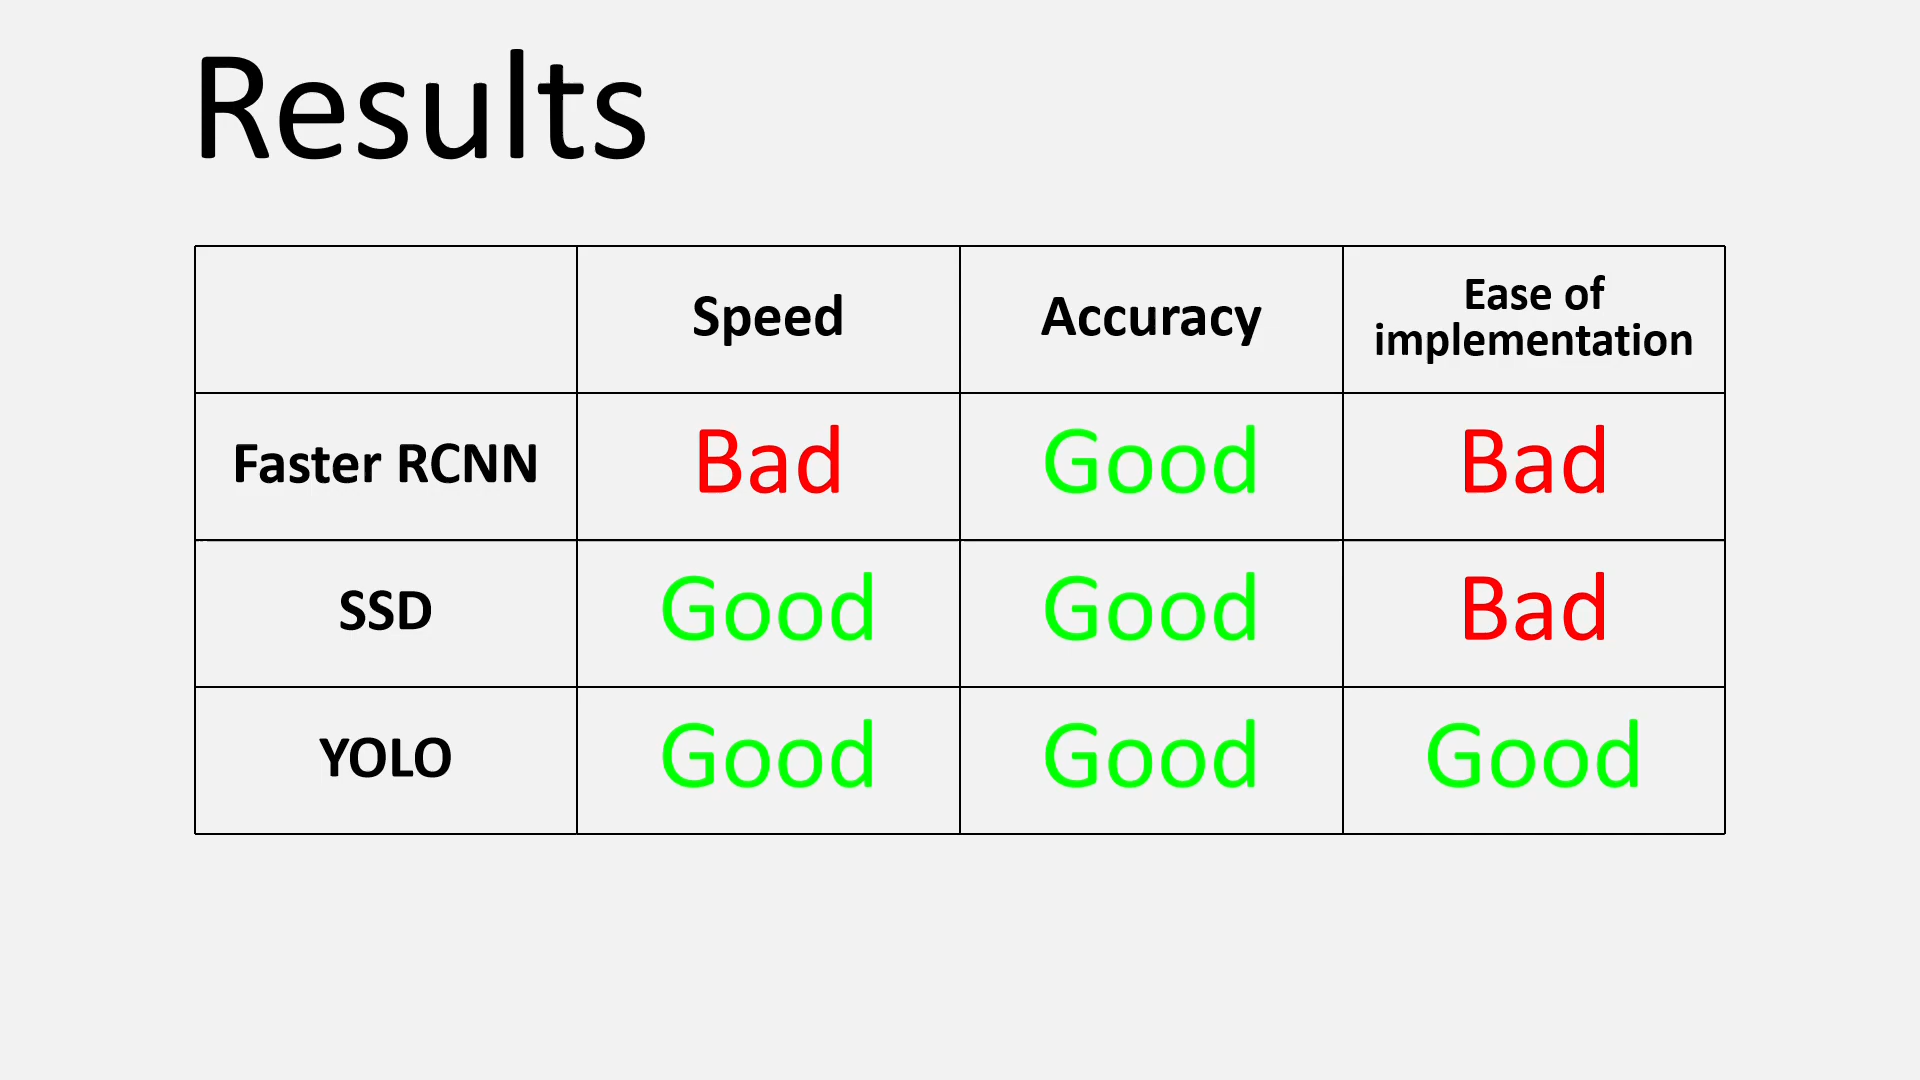 Results
Speed
Accuracy
Ease of
implementation
Faster RCNN
Bad
Good
Bad
SSD
Good
Good
Bad
YOLO
Good
Good
Good